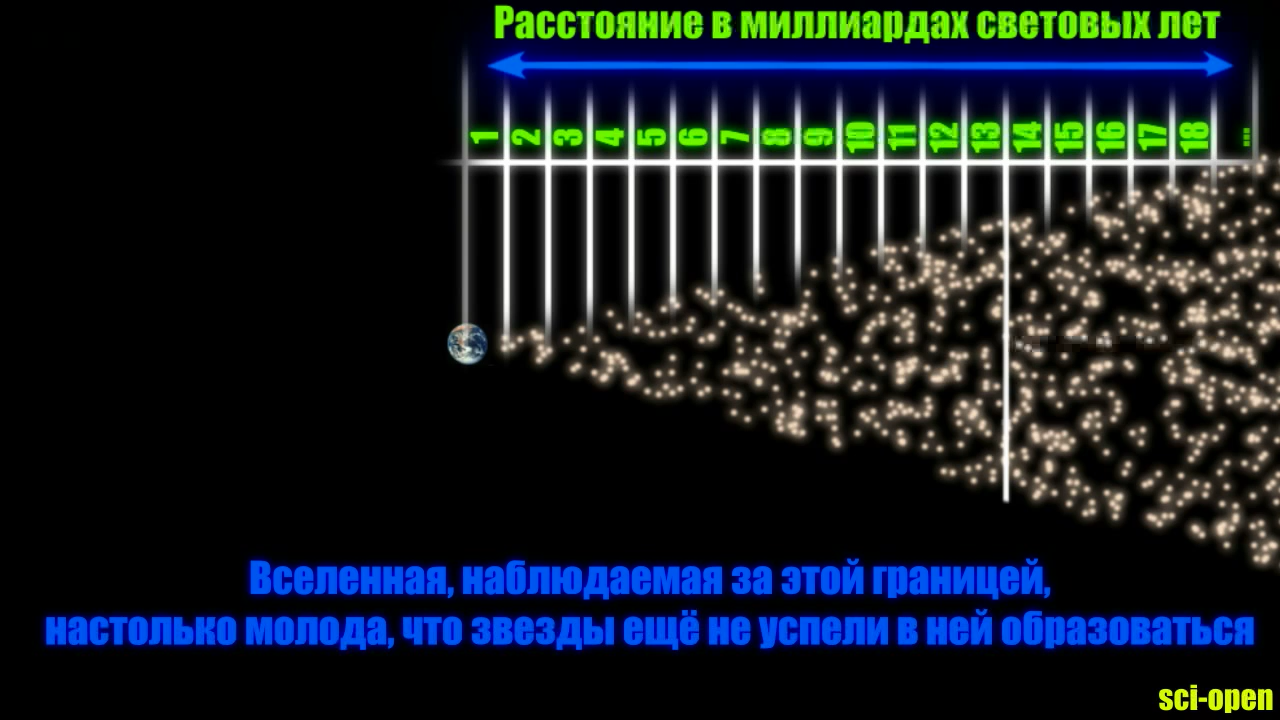 Расстояние в миллиардах световых лет
1 2 3 4 5 6 7 8 9 10 11 12 13 14 15 16 17 18 ...
Вселенная, наблюдаемая за этой границей,
настолько молода, что звезды ещё не успели в ней образоваться
sci-open